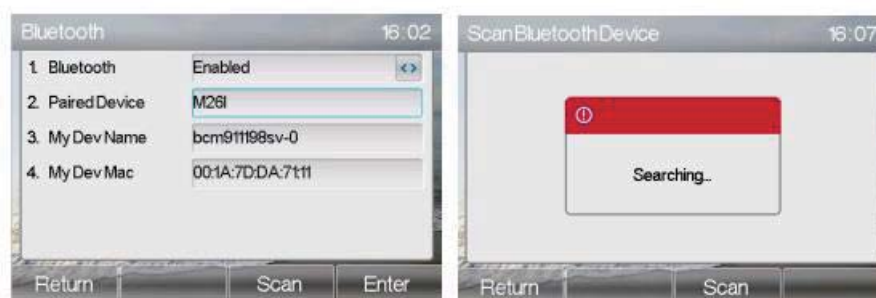 Bluetooth 16:02
1. Bluetooth Enabled <>
2. Paired Device M26I
3. My Dev Name bcm911198sv-0
4. My Dev Mac 00:1A:7D:DA:71:11
Return Scan Enter
Scan Bluetooth Device 16:07
Searching...
Return Scan